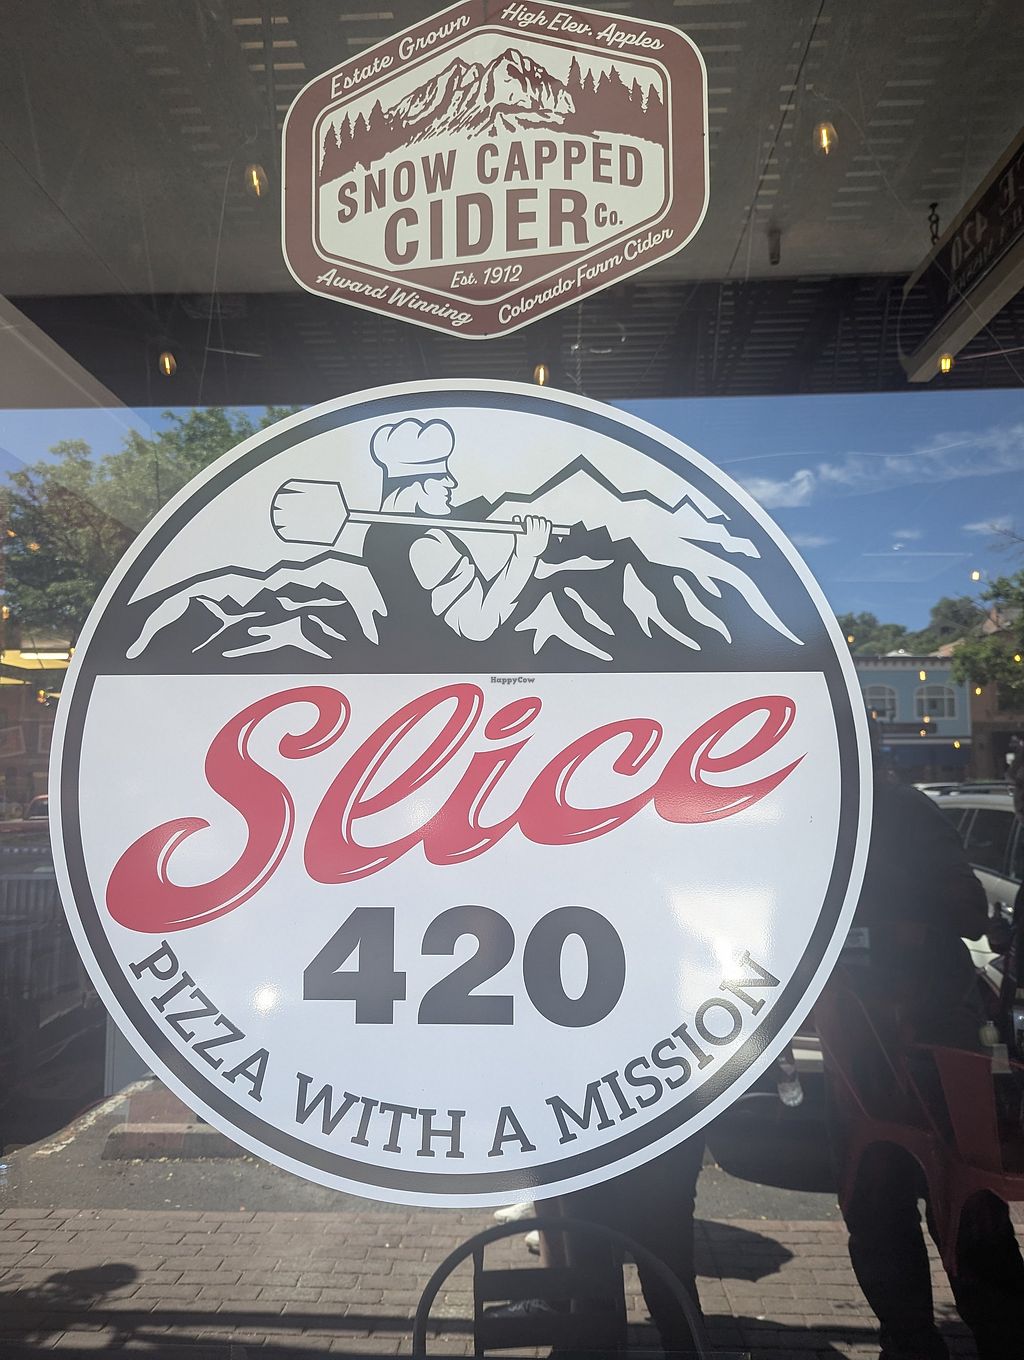 Estate Grown
High Elev. Apples
SNOW CAPPED
CIDER Co.
Est. 1912
Award Winning
Colorado Farm Cider
HappyCow
Slice
420
PIZZA WITH A MISSION
420